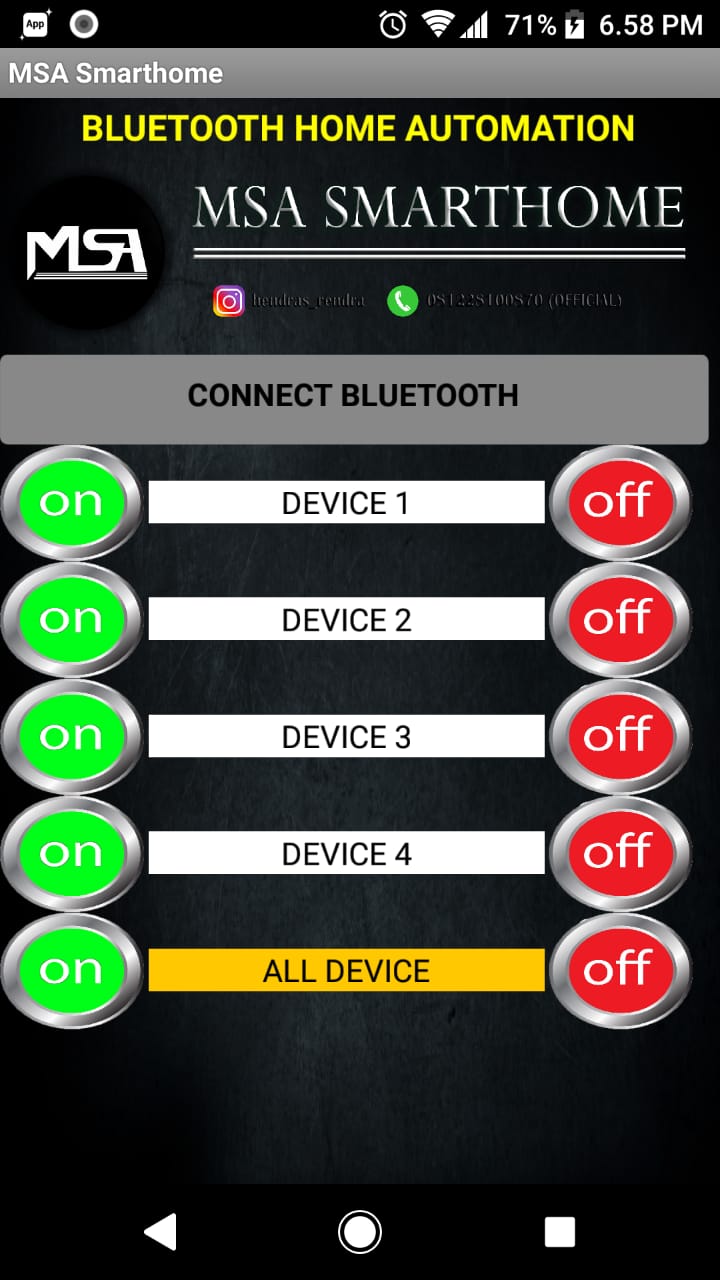 App 71% 6.58 PM
MSA Smarthome
BLUETOOTH HOME AUTOMATION
MSA SMARTHOME
MSA
hendras_rendra 081228100870 (OFFICIAL)
CONNECT BLUETOOTH
on DEVICE 1 off
on DEVICE 2 off
on DEVICE 3 off
on DEVICE 4 off
on ALL DEVICE off